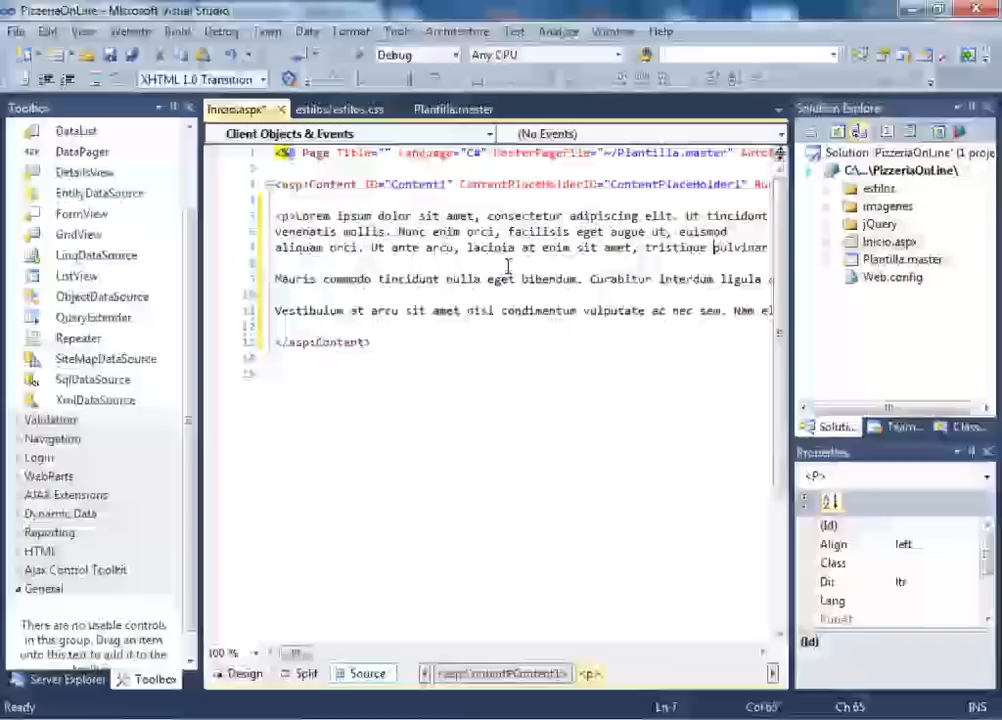 PizzeriaOnLine - Microsoft Visual Studio
File Edit View Website Build Debug Team Data Format Tools Architecture Test Analyze Window Help
Debug Any CPU
XHTML 1.0 Transition
Toolbox
DataList
DataPager
DetailsView
EntityDataSource
FormView
GridView
LinqDataSource
ListView
ObjectDataSource
QueryExtender
Repeater
SiteMapDataSource
SqlDataSource
XmlDataSource
Validation
Navigation
Login
WebParts
AJAX Extensions
Dynamic Data
Reporting
HTML
Ajax Control Toolkit
General
There are no usable controls
in this group. Drag an item
onto this text to add it to the
toolbox.
Server Explorer Toolbox
Inicio.aspx* estilos/estilos.css Plantilla.master
Client Objects & Events (No Events)
<%@ Page Title="" Language="C#" MasterPageFile="~/Plantilla.master"
<asp:Content ID="Content1" ContentPlaceHolderID="ContentPlaceHolder1"
<p>Lorem ipsum dolor sit amet, consectetur adipiscing elit. Ut tincidunt
venenatis mollis. Nunc enim orci, facilisis eget augue ut, euismod
aliquam orci. Ut ante arcu, lacinia at enim sit amet, tristique pulvinar
Mauris commodo tincidunt nulla eget bibendum. Curabitur interdum ligula
Vestibulum at arcu sit amet nisl condimentum vulputate ac nec sem. Nam el
</asp:Content>
100 %
Design Split Source <asp:Content#Content1> <p>
Solution Explorer
Solution 'PizzeriaOnLine' (1 proje
C:\...\PizzeriaOnLine\
estilos
imagenes
jQuery
Inicio.aspx
Plantilla.master
Web.config
Soluti... Team... Class...
Properties
<P>
(Id)
Align left
Class
Dir ltr
Lang
RunAt
(Id)
Ready Ln 7 Col 65 Ch 65 INS